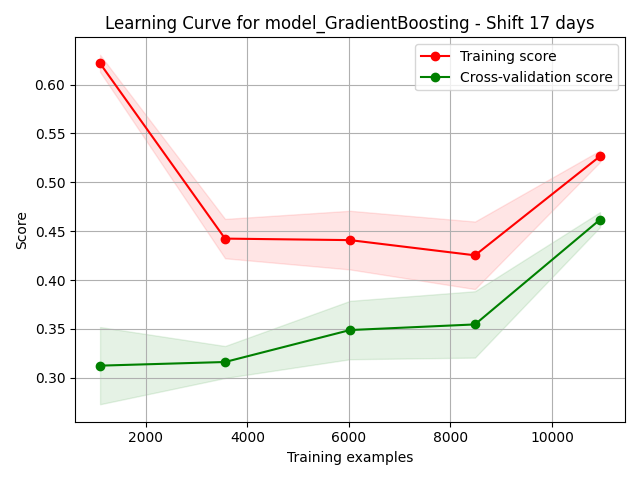 Learning Curve for model_GradientBoosting - Shift 17 days
Training score
Cross-validation score
0.60
0.55
0.50
0.45
0.40
0.35
0.30
Score
2000
4000
6000
8000
10000
Training examples